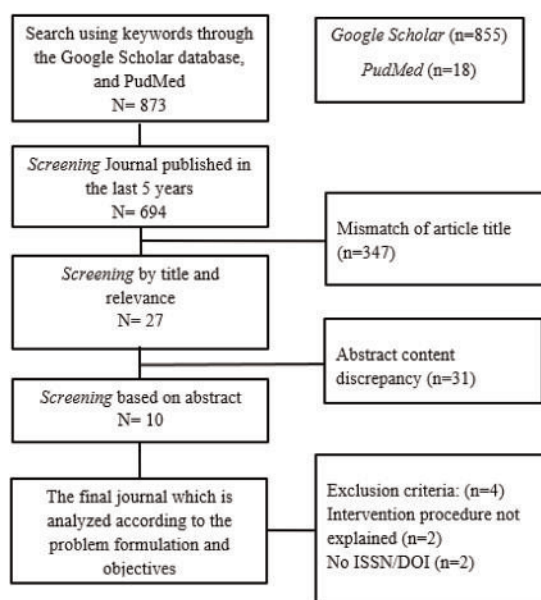 Search using keywords through
the Google Scholar database,
and PudMed
N= 873
Google Scholar (n=855)
PudMed (n=18)
Screening Journal published in
the last 5 years
N= 694
Mismatch of article title
(n=347)
Screening by title and
relevance
N= 27
Abstract content
discrepancy (n=31)
Screening based on abstract
N= 10
The final journal which is
analyzed according to the
problem formulation and
objectives
Exclusion criteria: (n=4)
Intervention procedure not
explained (n=2)
No ISSN/DOI (n=2)